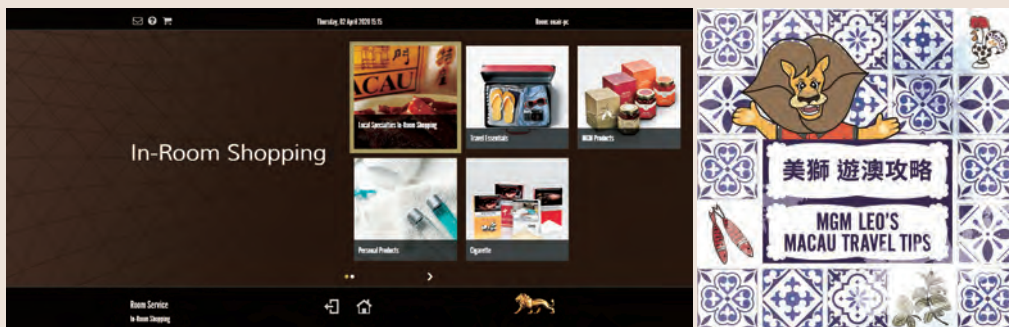 Thursday, 02 April 2020 15:15
In-Room Shopping
MACAU
Local Specialties In-Room Shopping
Travel Essentials
MGM Products
Personal Products
Cigarette
Room Service
In-Room Shopping
美獅 遊澳攻略
MGM LEO'S
MACAU TRAVEL TIPS